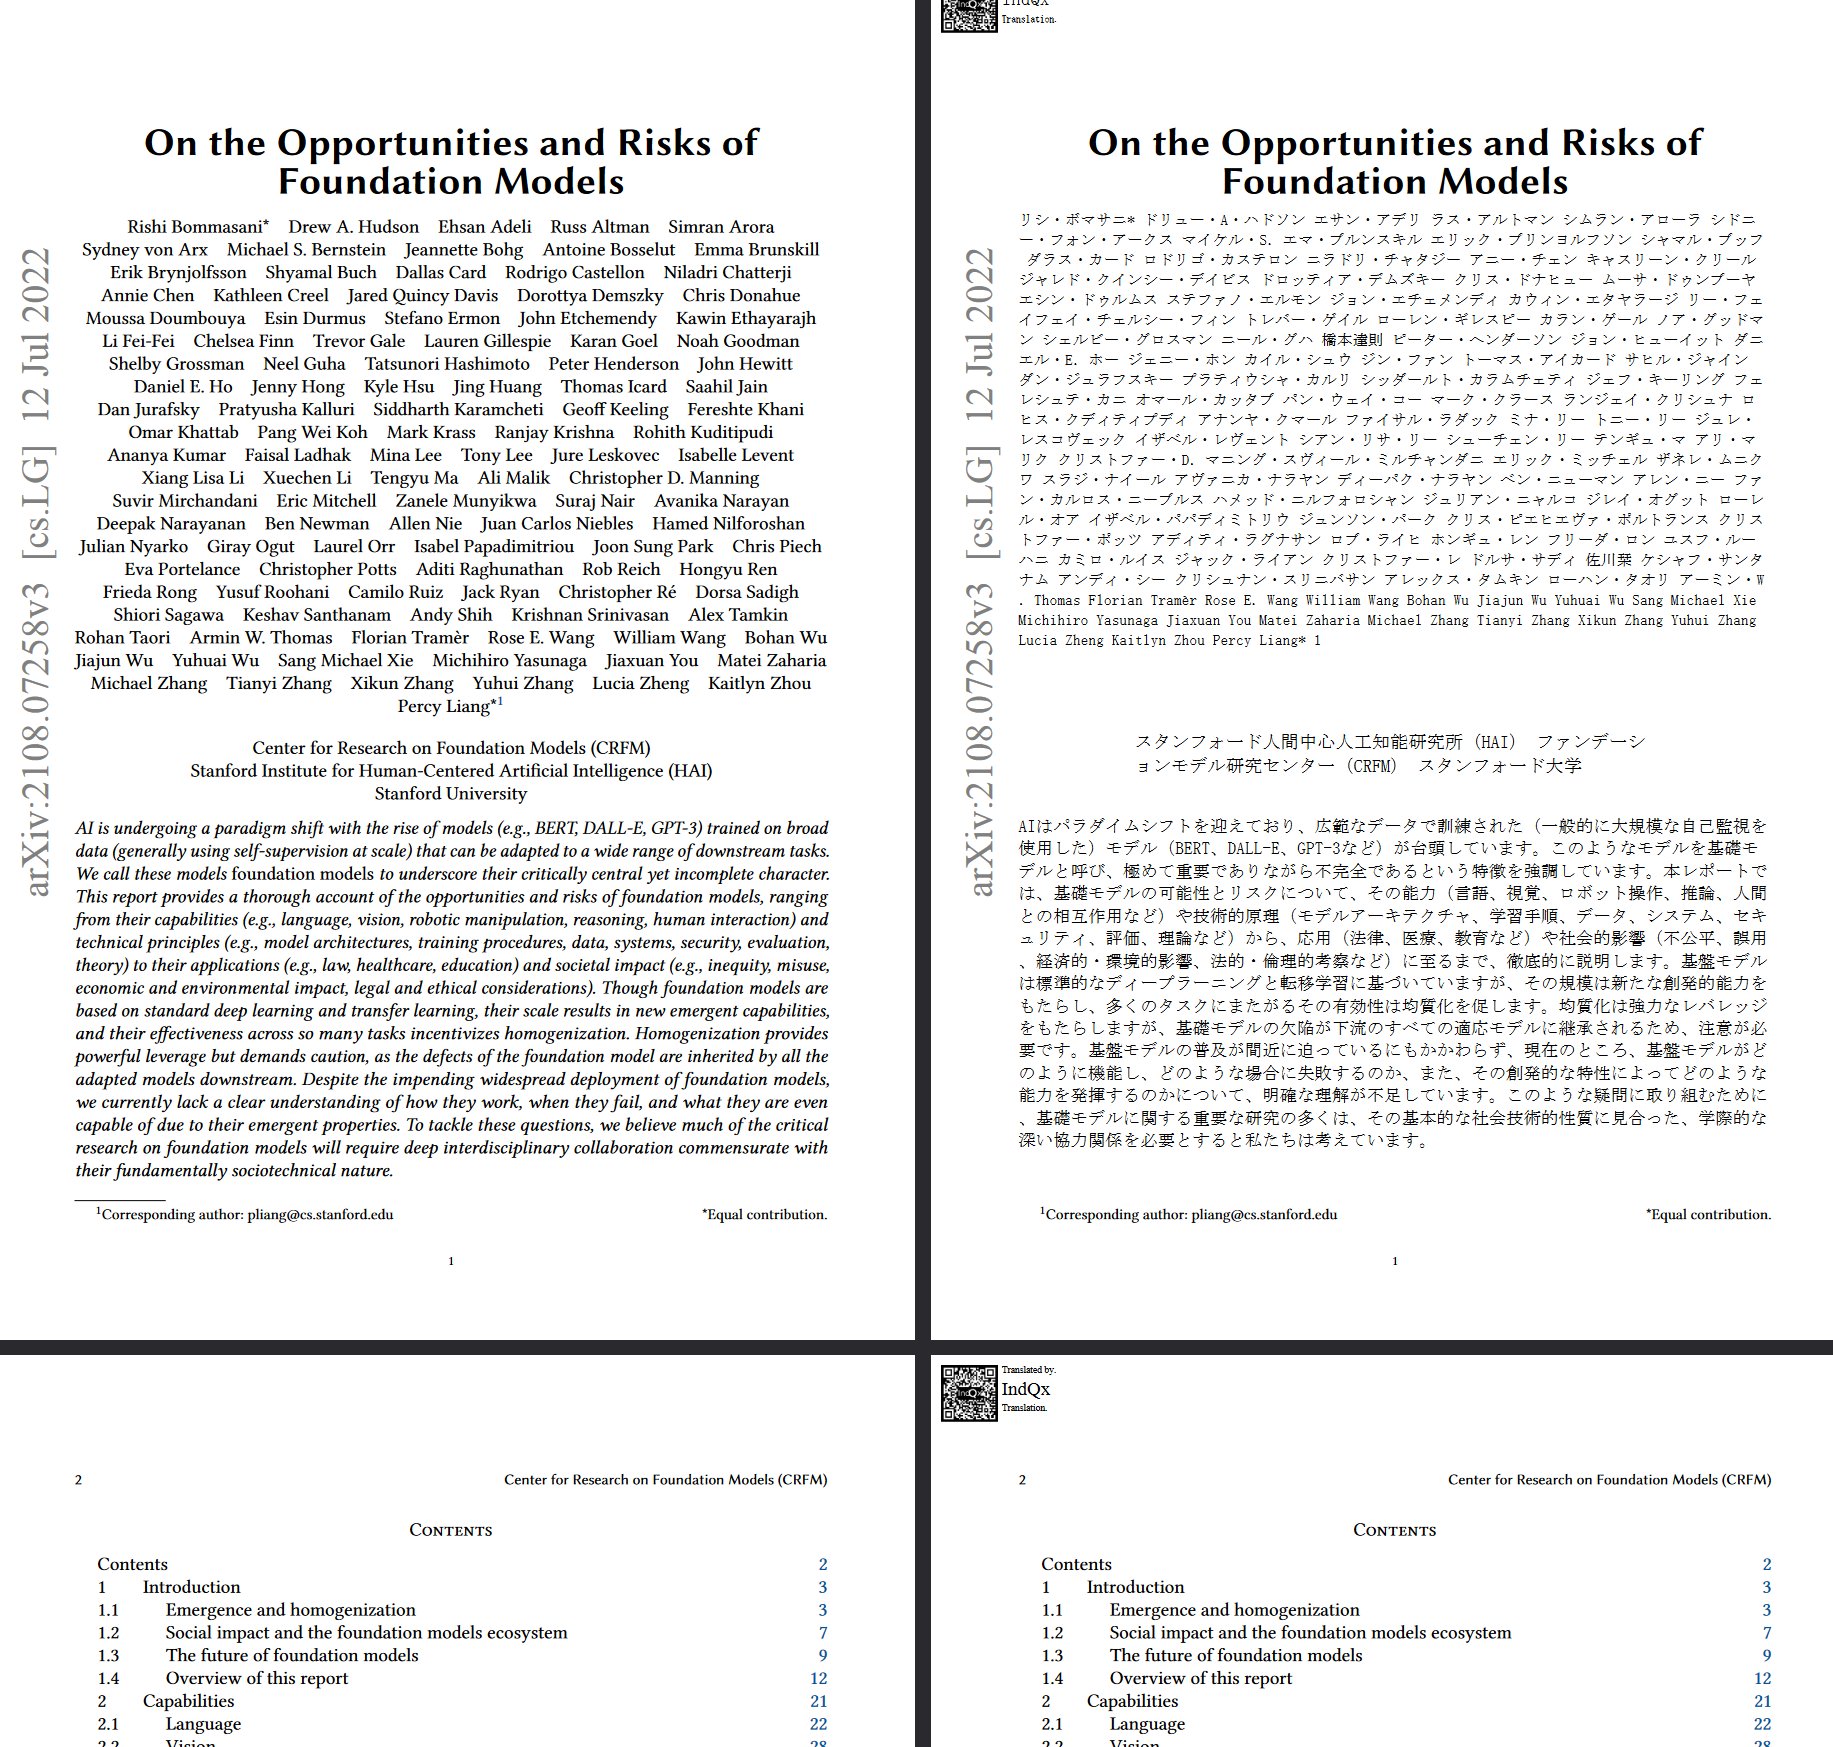 On the Opportunities and Risks of
Foundation Models
Rishi Bommasani* Drew A. Hudson Ehsan Adeli Russ Altman Simran Arora
Sydney von Arx Michael S. Bernstein Jeannette Bohg Antoine Bosselut Emma Brunskill
Erik Brynjolfsson Shyamal Buch Dallas Card Rodrigo Castellon Niladri Chatterji
Annie Chen Kathleen Creel Jared Quincy Davis Dorottya Demszky Chris Donahue
Moussa Doumbouya Esin Durmus Stefano Ermon John Etchemendy Kawin Ethayarajh
Li Fei-Fei Chelsea Finn Trevor Gale Lauren Gillespie Karan Goel Noah Goodman
Shelby Grossman Neel Guha Tatsunori Hashimoto Peter Henderson John Hewitt
Daniel E. Ho Jenny Hong Kyle Hsu Jing Huang Thomas Icard Saahil Jain
Dan Jurafsky Pratyusha Kalluri Siddharth Karamcheti Geoff Keeling Fereshte Khani
Omar Khattab Pang Wei Koh Mark Krass Ranjay Krishna Rohith Kuditipudi
Ananya Kumar Faisal Ladhak Mina Lee Tony Lee Jure Leskovec Isabelle Levent
Xiang Lisa Li Xuechen Li Tengyu Ma Ali Malik Christopher D. Manning
Suvir Mirchandani Eric Mitchell Zanele Munyikwa Suraj Nair Avanika Narayan
Deepak Narayanan Ben Newman Allen Nie Juan Carlos Niebles Hamed Nilforoshan
Julian Nyarko Giray Ogut Laurel Orr Isabel Papadimitriou Joon Sung Park Chris Piech
Eva Portelance Christopher Potts Aditi Raghunathan Rob Reich Hongyu Ren
Frieda Rong Yusuf Roohani Camilo Ruiz Jack Ryan Christopher Ré Dorsa Sadigh
Shiori Sagawa Keshav Santhanam Andy Shih Krishnan Srinivasan Alex Tamkin
Rohan Taori Armin W. Thomas Florian Tramèr Rose E. Wang William Wang Bohan Wu
Jiajun Wu Yuhuai Wu Sang Michael Xie Michihiro Yasunaga Jiaxuan You Matei Zaharia
Michael Zhang Tianyi Zhang Xikun Zhang Yuhui Zhang Lucia Zheng Kaitlyn Zhou
Percy Liang*1
Center for Research on Foundation Models (CRFM)
Stanford Institute for Human-Centered Artificial Intelligence (HAI)
Stanford University
AI is undergoing a paradigm shift with the rise of models (e.g., BERT, DALL-E, GPT-3) trained on broad
data (generally using self-supervision at scale) that can be adapted to a wide range of downstream tasks.
We call these models foundation models to underscore their critically central yet incomplete character.
This report provides a thorough account of the opportunities and risks of foundation models, ranging
from their capabilities (e.g., language, vision, robotic manipulation, reasoning, human interaction) and
technical principles (e.g., model architectures, training procedures, data, systems, security, evaluation,
theory) to their applications (e.g., law, healthcare, education) and societal impact (e.g., inequity, misuse,
economic and environmental impact, legal and ethical considerations). Though foundation models are
based on standard deep learning and transfer learning, their scale results in new emergent capabilities,
and their effectiveness across so many tasks incentivizes homogenization. Homogenization provides
powerful leverage but demands caution, as the defects of the foundation model are inherited by all the
adapted models downstream. Despite the impending widespread deployment of foundation models,
we currently lack a clear understanding of how they work, when they fail, and what they are even
capable of due to their emergent properties. To tackle these questions, we believe much of the critical
research on foundation models will require deep interdisciplinary collaboration commensurate with
their fundamentally sociotechnical nature.
1Corresponding author: pliang@cs.stanford.edu *Equal contribution.
1
arXiv:2108.07258v3 [cs.LG] 12 Jul 2022
Translation.
On the Opportunities and Risks of
Foundation Models
リシ・ボマサニ* ドリュー・A・ハドソン エサン・アデリ ラス・アルトマン シムラン・アローラ シドニ
ー・フォン・アークス マイケル・S. エマ・ブルンスキル エリック・ブリンヨルフソン シャマル・ブッフ
ダラス・カード ロドリゴ・カステロン ニラドリ・チャタジー アニー・チェン キャスリーン・クリール
ジャレド・クインシー・デイビス ドロッティア・デムズキー クリス・ドナヒュー ムーサ・ドゥンブーヤ
エシン・ドゥルムス ステファノ・エルモン ジョン・エチェメンディ カウィン・エタヤラージ リー・フェ
イフェイ・チェルシー・フィン トレバー・ゲイル ローレン・ギレスピー カラン・ゲール ノア・グッドマ
ン シェルビー・グロスマン ニール・グハ 橋本達則 ピーター・ヘンダーソン ジョン・ヒューイット ダニ
エル・E. ホー ジェニー・ホン カイル・シュウ ジン・ファン トーマス・アイカード サヒル・ジャイン
ダン・ジュラフスキー プラティウシャ・カルリ シッダールト・カラムチェティ ジェフ・キーリング フェ
レシュテ・カニ オマール・カッタブ パン・ウェイ・コー マーク・クラース ランジェイ・クリシュナ ロ
ヒス・クディティプディ アナンヤ・クマール ファイサル・ラダック ミナ・リー トニー・リー ジュレ・
レスコヴェック イザベル・レヴェント シアン・リサ・リー シューチェン・リー テンギュ・マ アリ・マ
リク クリストファー・D. マニング・スヴィール・ミルチャンダニ エリック・ミッチェル ザネレ・ムニク
ワ スラジ・ナイール アヴァニカ・ナラヤン ディーパク・ナラヤン ベン・ニューマン アレン・ニー ファ
ン・カルロス・ニーブルス ハメッド・ニルフォロシャン ジュリアン・ニャルコ ジレイ・オグット ローレ
ル・オア イザベル・パパディミトリウ ジュンソン・パーク クリス・ピエヒエヴァ・ポルトランス クリス
トファー・ポッツ アディティ・ラグナサン ロブ・ライヒ ホンギュ・レン フリーダ・ロン ユスフ・ルー
ハニ カミロ・ルイス ジャック・ライアン クリストファー・レ ドルサ・サディ 佐川栞 ケシャフ・サンタ
ナム アンディ・シー クリシュナン・スリニバサン アレックス・タムキン ローハン・タオリ アーミン・W
. Thomas Florian Tramèr Rose E. Wang William Wang Bohan Wu Jiajun Wu Yuhuai Wu Sang Michael Xie
Michihiro Yasunaga Jiaxuan You Matei Zaharia Michael Zhang Tianyi Zhang Xikun Zhang Yuhui Zhang
Lucia Zheng Kaitlyn Zhou Percy Liang* 1
スタンフォード人間中心人工知能研究所（HAI） ファンデーシ
ョンモデル研究センター（CRFM） スタンフォード大学
AIはパラダイムシフトを迎えており、広範なデータで訓練された（一般的に大規模な自己監視を
使用した）モデル（BERT、DALL-E、GPT-3など）が台頭しています。このようなモデルを基礎モ
デルと呼び、極めて重要でありながら不完全であるという特徴を強調しています。本レポートで
は、基礎モデルの可能性とリスクについて、その能力（言語、視覚、ロボット操作、推論、人間
との相互作用など）や技術的原理（モデルアーキテクチャ、学習手順、データ、システム、セキ
ュリティ、評価、理論など）から、応用（法律、医療、教育など）や社会的影響（不公平、誤用
、経済的・環境的影響、法的・倫理的考察など）に至るまで、徹底的に説明します。基盤モデル
は標準的なディープラーニングと転移学習に基づいていますが、その規模は新たな創発的能力を
もたらし、多くのタスクにまたがるその有効性は均質化を促します。均質化は強力なレバレッジ
をもたらしますが、基礎モデルの欠陥が下流のすべての適応モデルに継承されるため、注意が必
要です。基盤モデルの普及が間近に迫っているにもかかわらず、現在のところ、基盤モデルがど
のように機能し、どのような場合に失敗するのか、また、その創発的な特性によってどのような
能力を発揮するのかについて、明確な理解が不足しています。このような疑問に取り組むために
、基礎モデルに関する重要な研究の多くは、その基本的な社会技術的性質に見合った、学際的な
深い協力関係を必要とすると私たちは考えています。
1Corresponding author: pliang@cs.stanford.edu *Equal contribution.
1
arXiv:2108.07258v3 [cs.LG] 12 Jul 2022
2 Center for Research on Foundation Models (CRFM)
Contents
Contents 2
1 Introduction 3
1.1 Emergence and homogenization 3
1.2 Social impact and the foundation models ecosystem 7
1.3 The future of foundation models 9
1.4 Overview of this report 12
2 Capabilities 21
2.1 Language 22
2.2 Vision 28
Translated by.
IndQx
Translation.
2 Center for Research on Foundation Models (CRFM)
Contents
Contents 2
1 Introduction 3
1.1 Emergence and homogenization 3
1.2 Social impact and the foundation models ecosystem 7
1.3 The future of foundation models 9
1.4 Overview of this report 12
2 Capabilities 21
2.1 Language 22
2.2 Vision 28